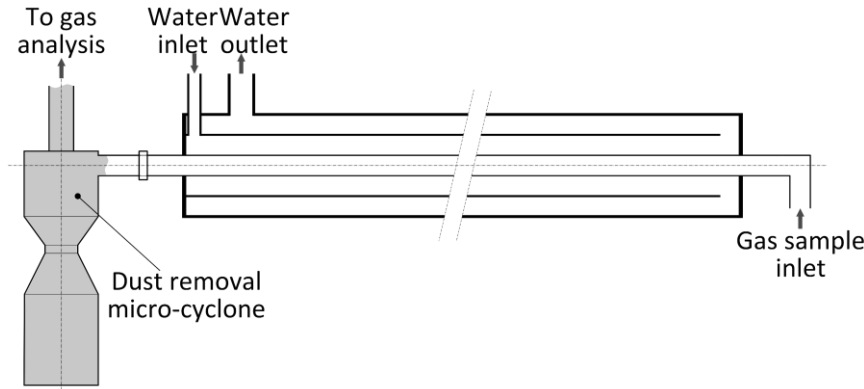 To gas
analysis
Water
inlet
Water
outlet
Gas sample
inlet
Dust removal
micro-cyclone